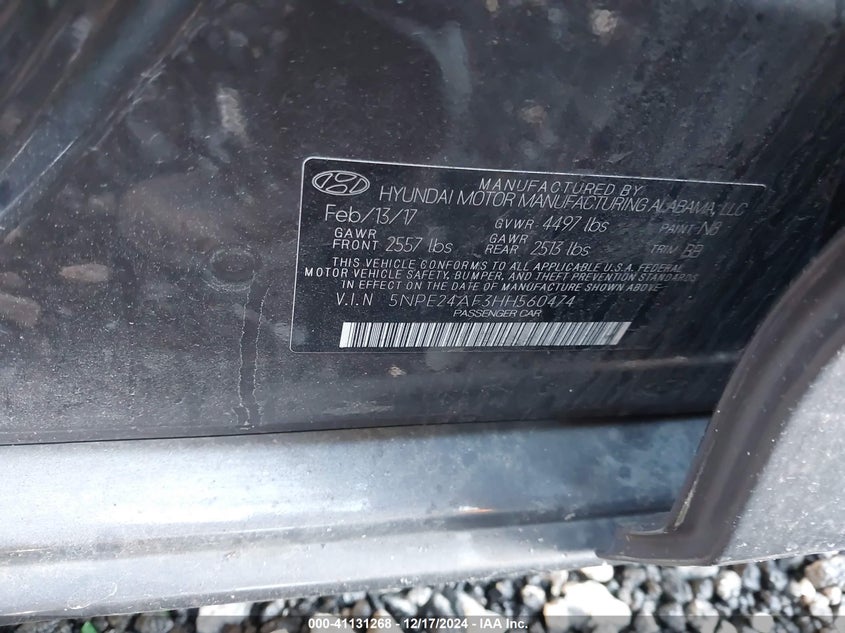 MANUFACTURED BY
HYUNDAI MOTOR MANUFACTURING ALABAMA, LLC
Feb/13/17 GVWR 4497 lbs PAINT N8
GAWR FRONT 2557 lbs GAWR REAR 2513 lbs TRIM BB
THIS VEHICLE CONFORMS TO ALL APPLICABLE U.S.A. FEDERAL
MOTOR VEHICLE SAFETY, BUMPER, AND THEFT PREVENTION STANDARDS
IN EFFECT ON THE DATE OF MANUFACTURE SHOWN ABOVE.
V.I.N 5NPE24AF3HH560474
PASSENGER CAR
000-41131268 - 12/17/2024 - IAA Inc.